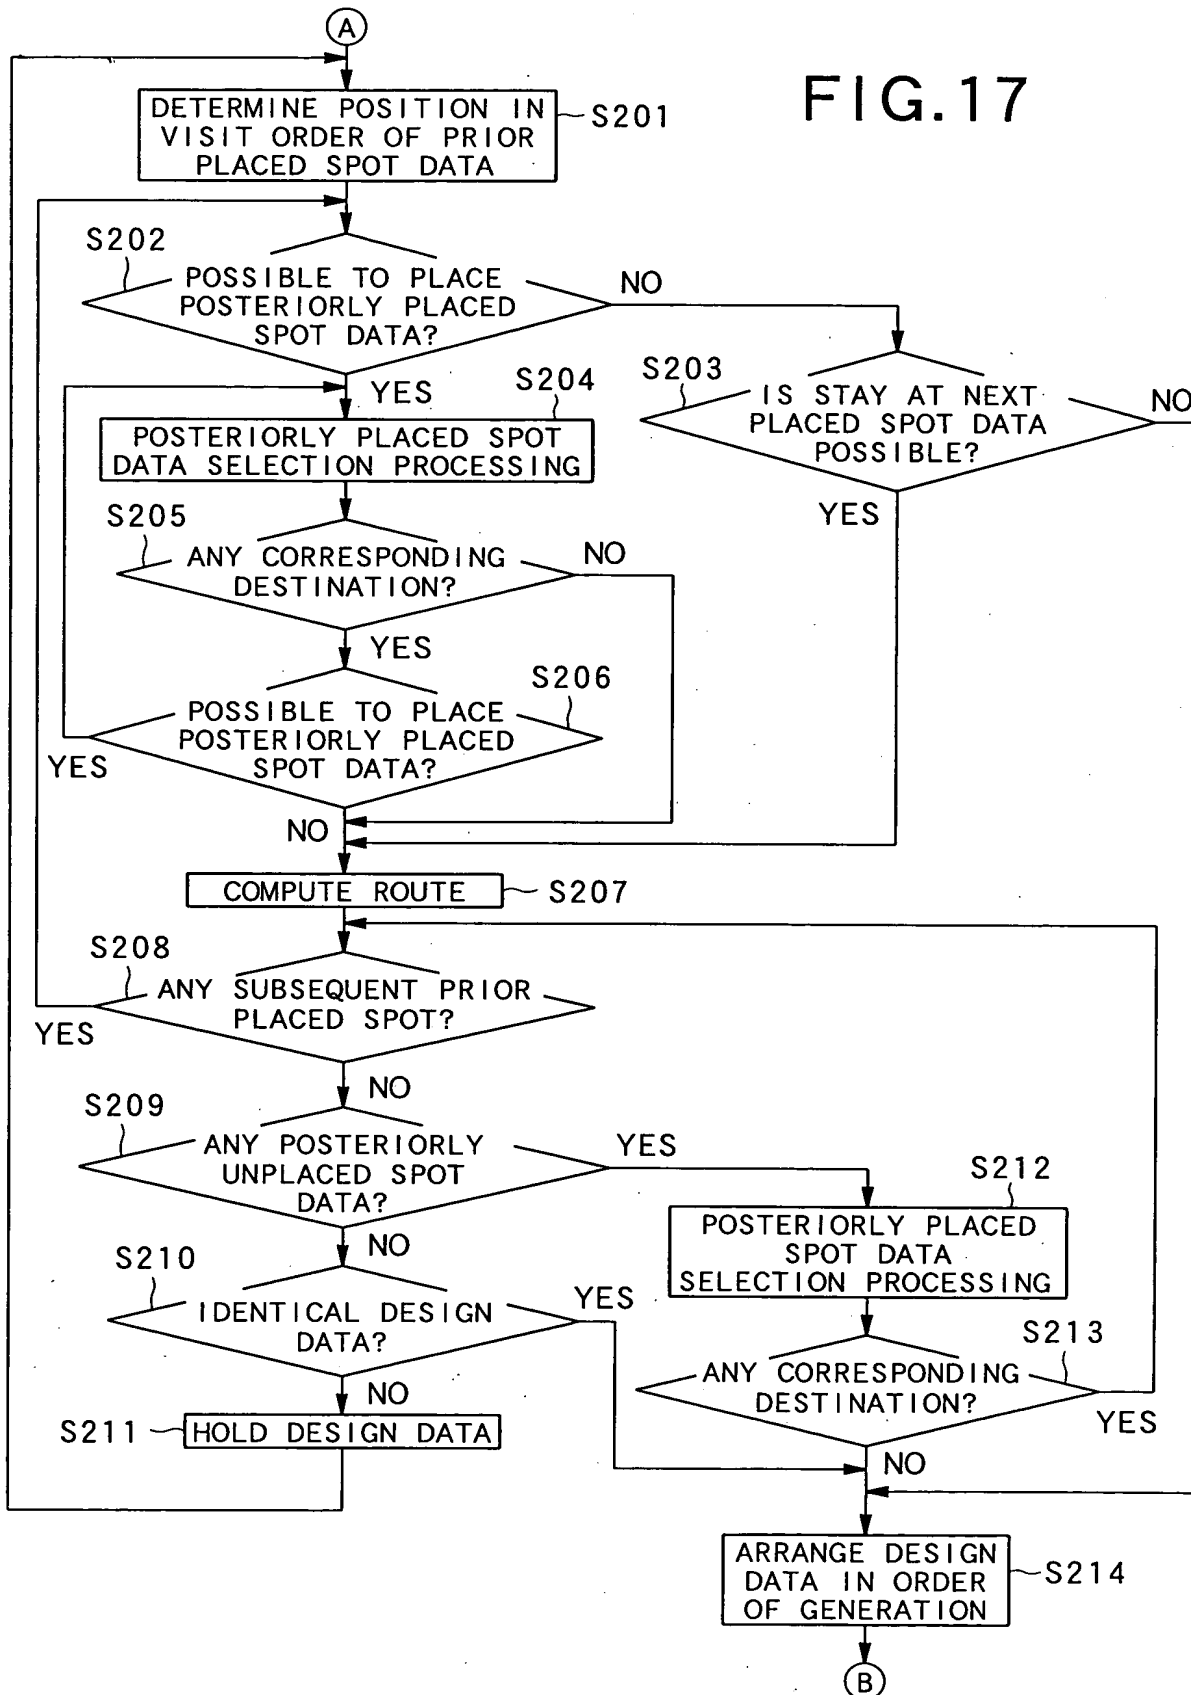 A
FIG.17
DETERMINE POSITION IN
VISIT ORDER OF PRIOR
PLACED SPOT DATA
S201
S202
POSSIBLE TO PLACE
POSTERIORLY PLACED
SPOT DATA?
NO
YES
S203
IS STAY AT NEXT
PLACED SPOT DATA
POSSIBLE?
NO
YES
S204
POSTERIORLY PLACED SPOT
DATA SELECTION PROCESSING
S205
ANY CORRESPONDING
DESTINATION?
NO
YES
S206
POSSIBLE TO PLACE
POSTERIORLY PLACED
SPOT DATA?
YES
NO
COMPUTE ROUTE
S207
S208
ANY SUBSEQUENT PRIOR
PLACED SPOT?
YES
NO
S209
ANY POSTERIORLY
UNPLACED SPOT
DATA?
YES
NO
S212
POSTERIORLY PLACED
SPOT DATA
SELECTION PROCESSING
S210
IDENTICAL DESIGN
DATA?
YES
NO
S213
ANY CORRESPONDING
DESTINATION?
YES
NO
S211
HOLD DESIGN DATA
ARRANGE DESIGN
DATA IN ORDER
OF GENERATION
S214
B